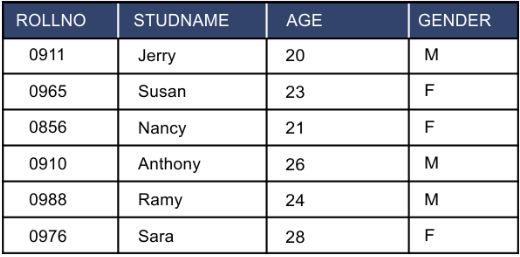 ROLLNO STUDNAME AGE GENDER
0911 Jerry 20 M
0965 Susan 23 F
0856 Nancy 21 F
0910 Anthony 26 M
0988 Ramy 24 M
0976 Sara 28 F